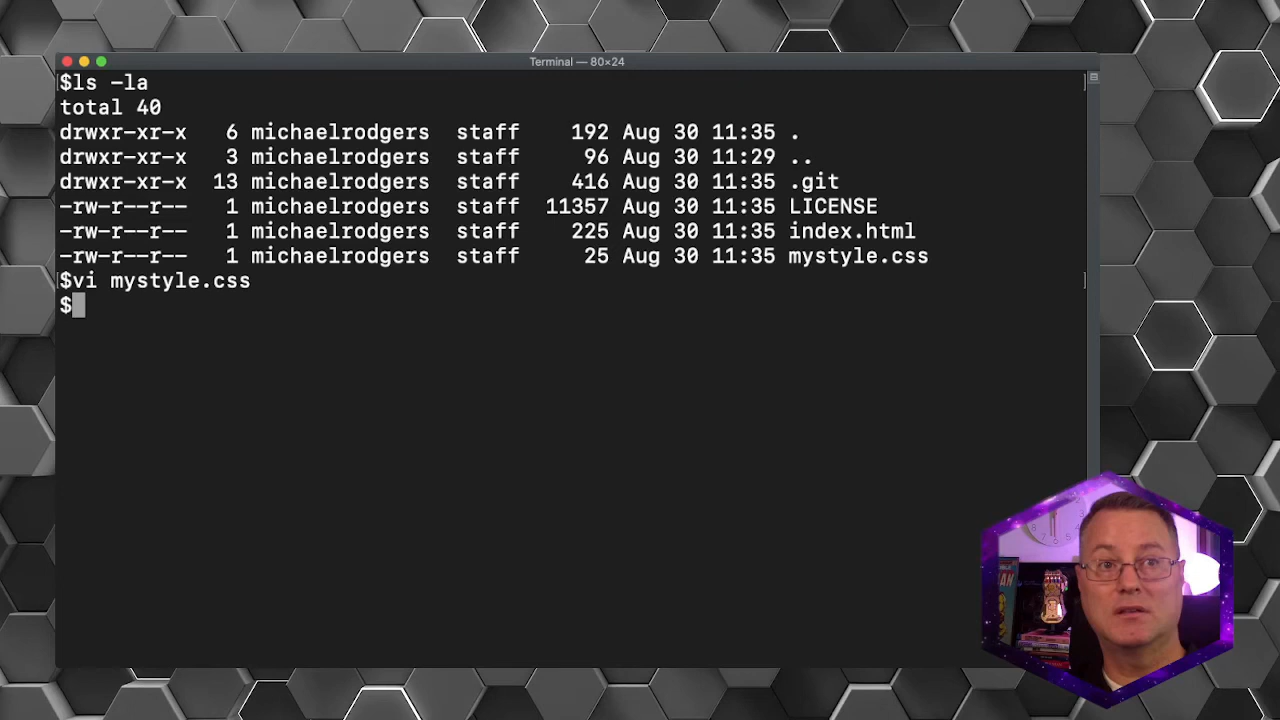 Terminal — 80×24
$ls -la
total 40
drwxr-xr-x 6 michaelrodgers staff 192 Aug 30 11:35 .
drwxr-xr-x 3 michaelrodgers staff 96 Aug 30 11:29 ..
drwxr-xr-x 13 michaelrodgers staff 416 Aug 30 11:35 .git
-rw-r--r-- 1 michaelrodgers staff 11357 Aug 30 11:35 LICENSE
-rw-r--r-- 1 michaelrodgers staff 225 Aug 30 11:35 index.html
-rw-r--r-- 1 michaelrodgers staff 25 Aug 30 11:35 mystyle.css
$vi mystyle.css
$